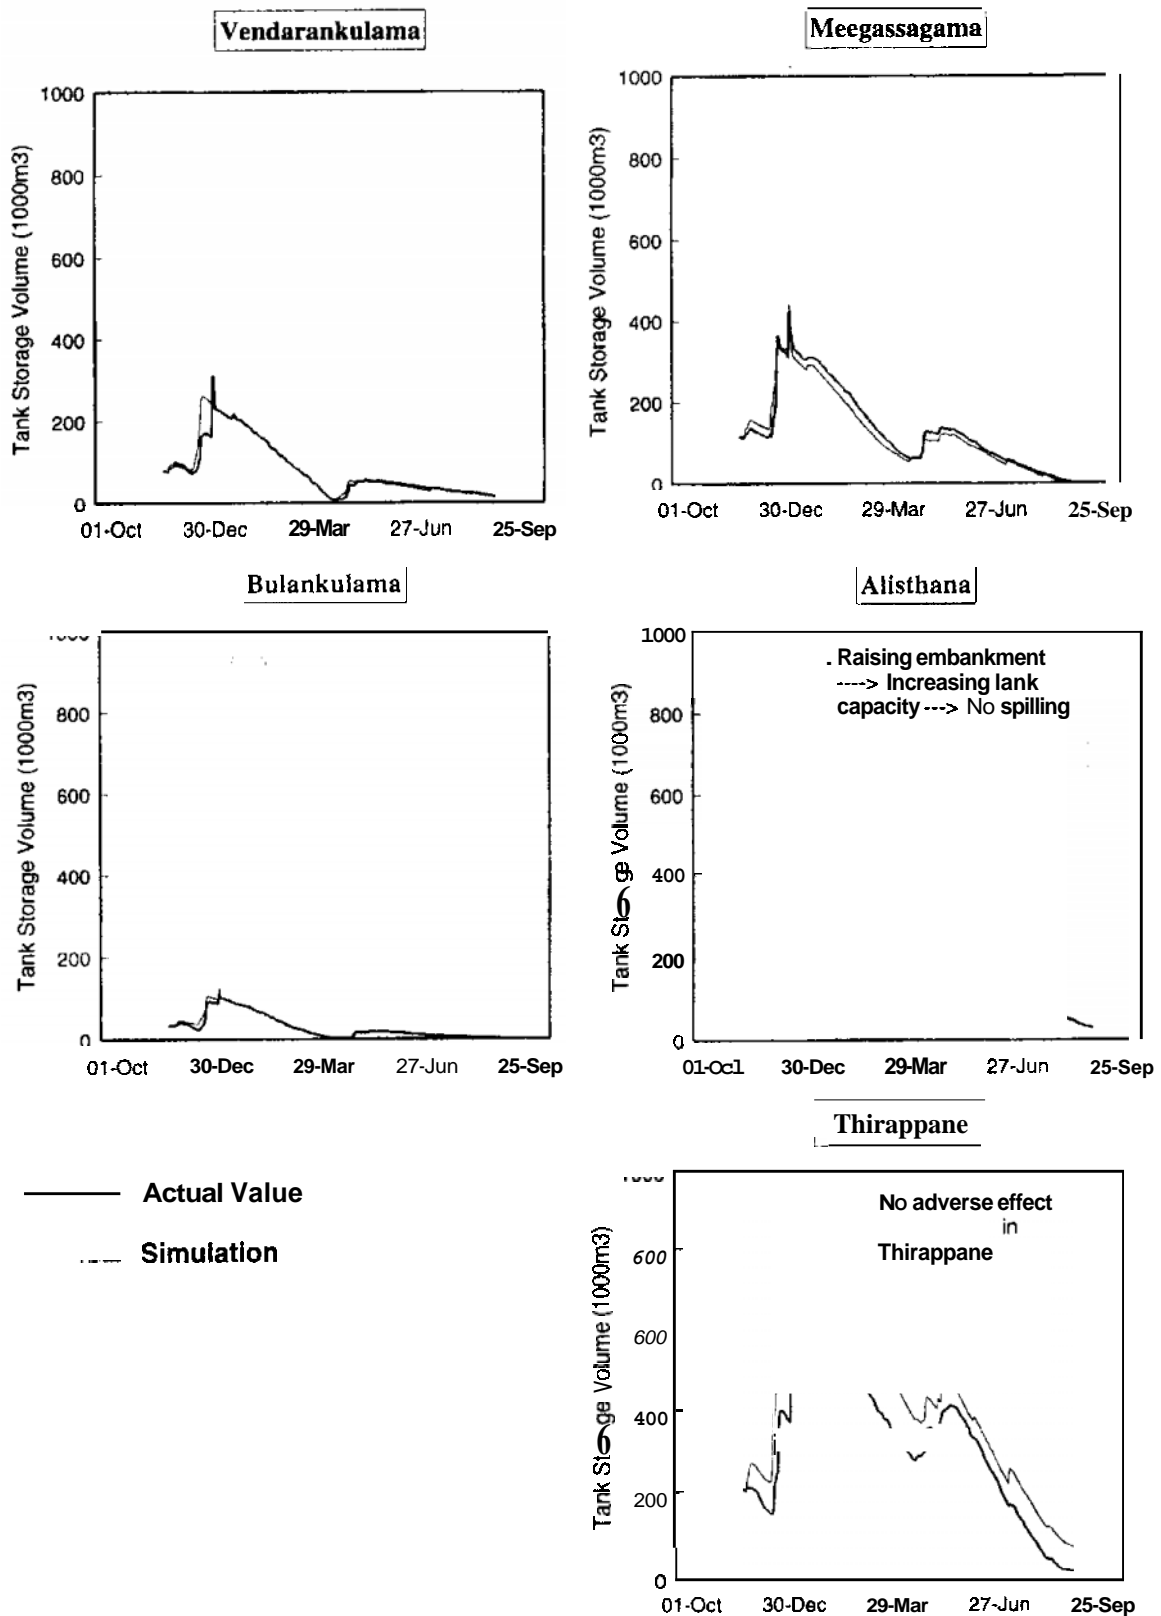 Vendarankulama
Tank Storage Volume (1000m3)
1000
800
600
400
200
0
01-Oct 30-Dec 29-Mar 27-Jun 25-Sep
Meegassagama
Tank Storage Volume (1000m3)
1000
800
600
400
200
0
01-Oct 30-Dec 29-Mar 27-Jun 25-Sep
Bulankulama
Tank Storage Volume (1000m3)
800
600
400
200
0
01-Oct 30-Dec 29-Mar 27-Jun 25-Sep
Alisthana
1000
. Raising embankment
----> Increasing lank
capacity ---> No spilling
Tank St6ge Volume (1000m3)
800
600
400
200
0
01-Oc1 30-Dec 29-Mar 27-Jun 25-Sep
Actual Value
Simulation
Thirappane
No adverse effect
in
Thirappane
Tank St6ge Volume (1000m3)
600
600
400
200
0
01-Oct 30-Dec 29-Mar 27-Jun 25-Sep